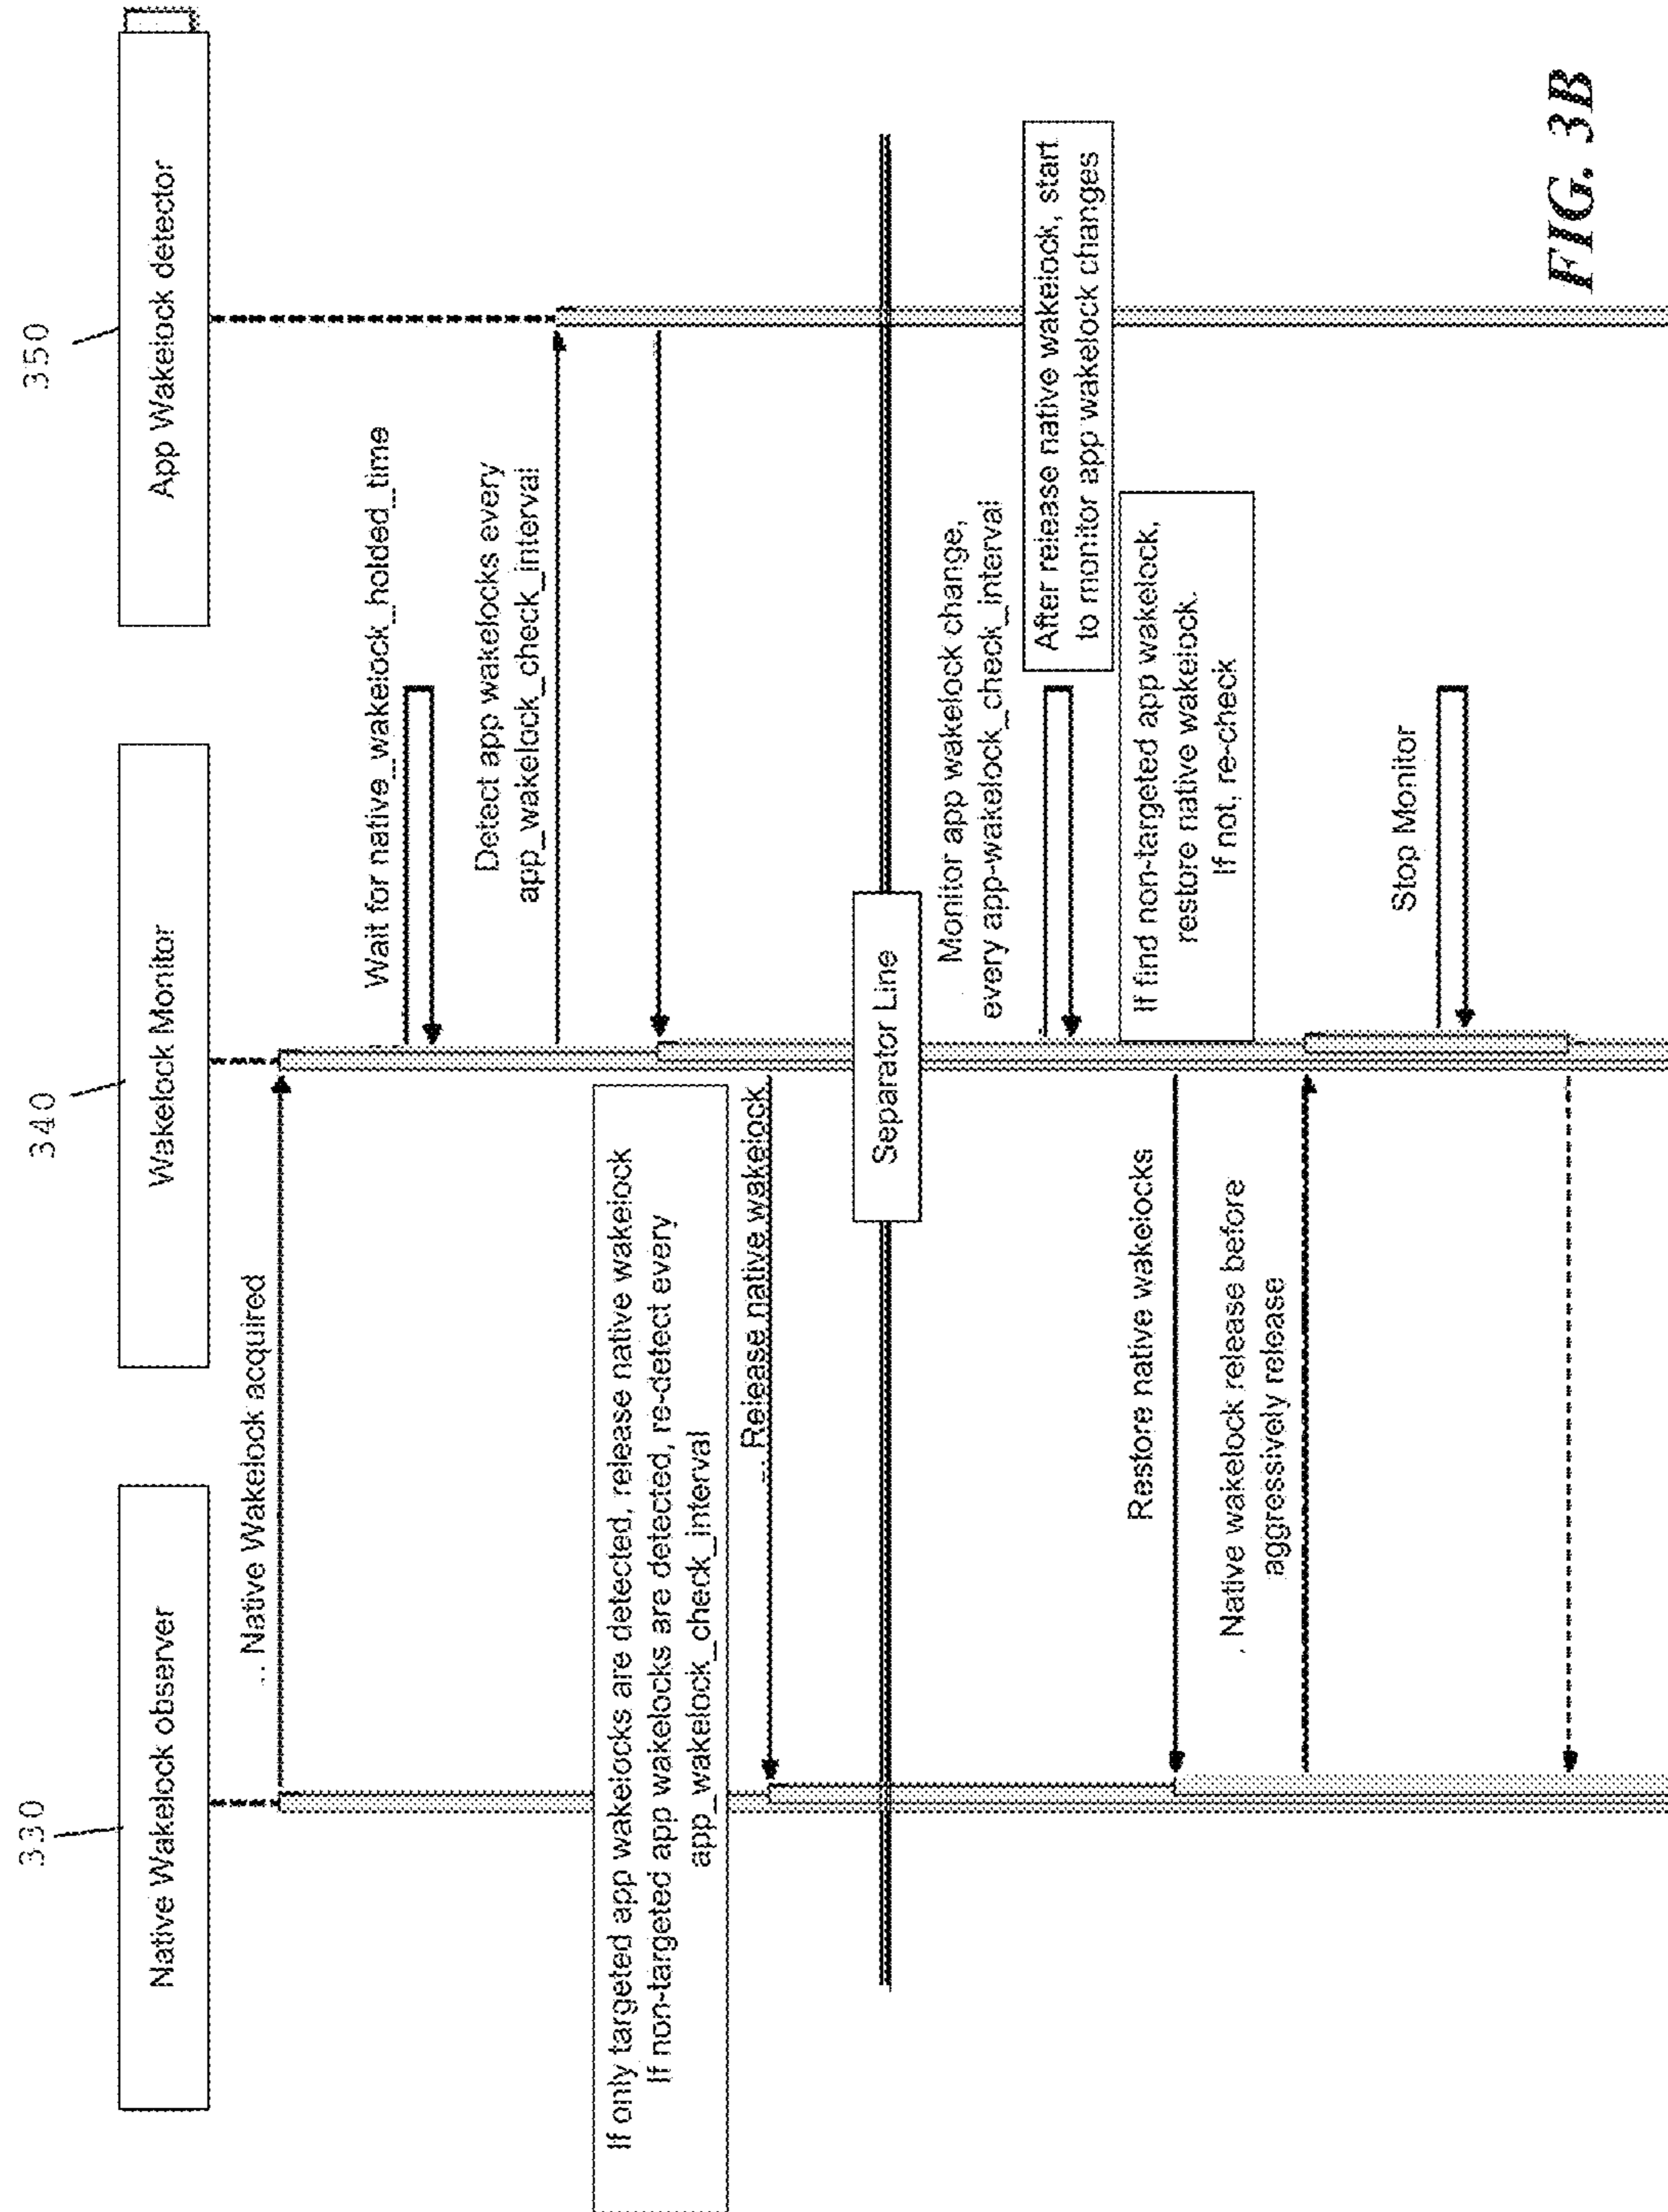 330
340
350
Native Wakelock observer
Wakelock Monitor
App Wakelock detector
Native Wakelock acquired
Wait for native_wakelock_holded_time
Detect app wakelocks every
app_wakelock_check_interval
If only targeted app wakelocks are detected, release native wakelock
If non-targeted app wakelocks are detected, re-detect every
app_wakelock_check_interval
Release native wakelock
Separator Line
Monitor app wakelock change,
every app-wakelock_check_interval
After release native wakelock, start
to monitor app wakelock changes
If find non-targeted app wakelock,
restore native wakelock.
If not, re-check
Restore native wakelocks
Native wakelock release before
aggressively release
Stop Monitor
FIG. 3B